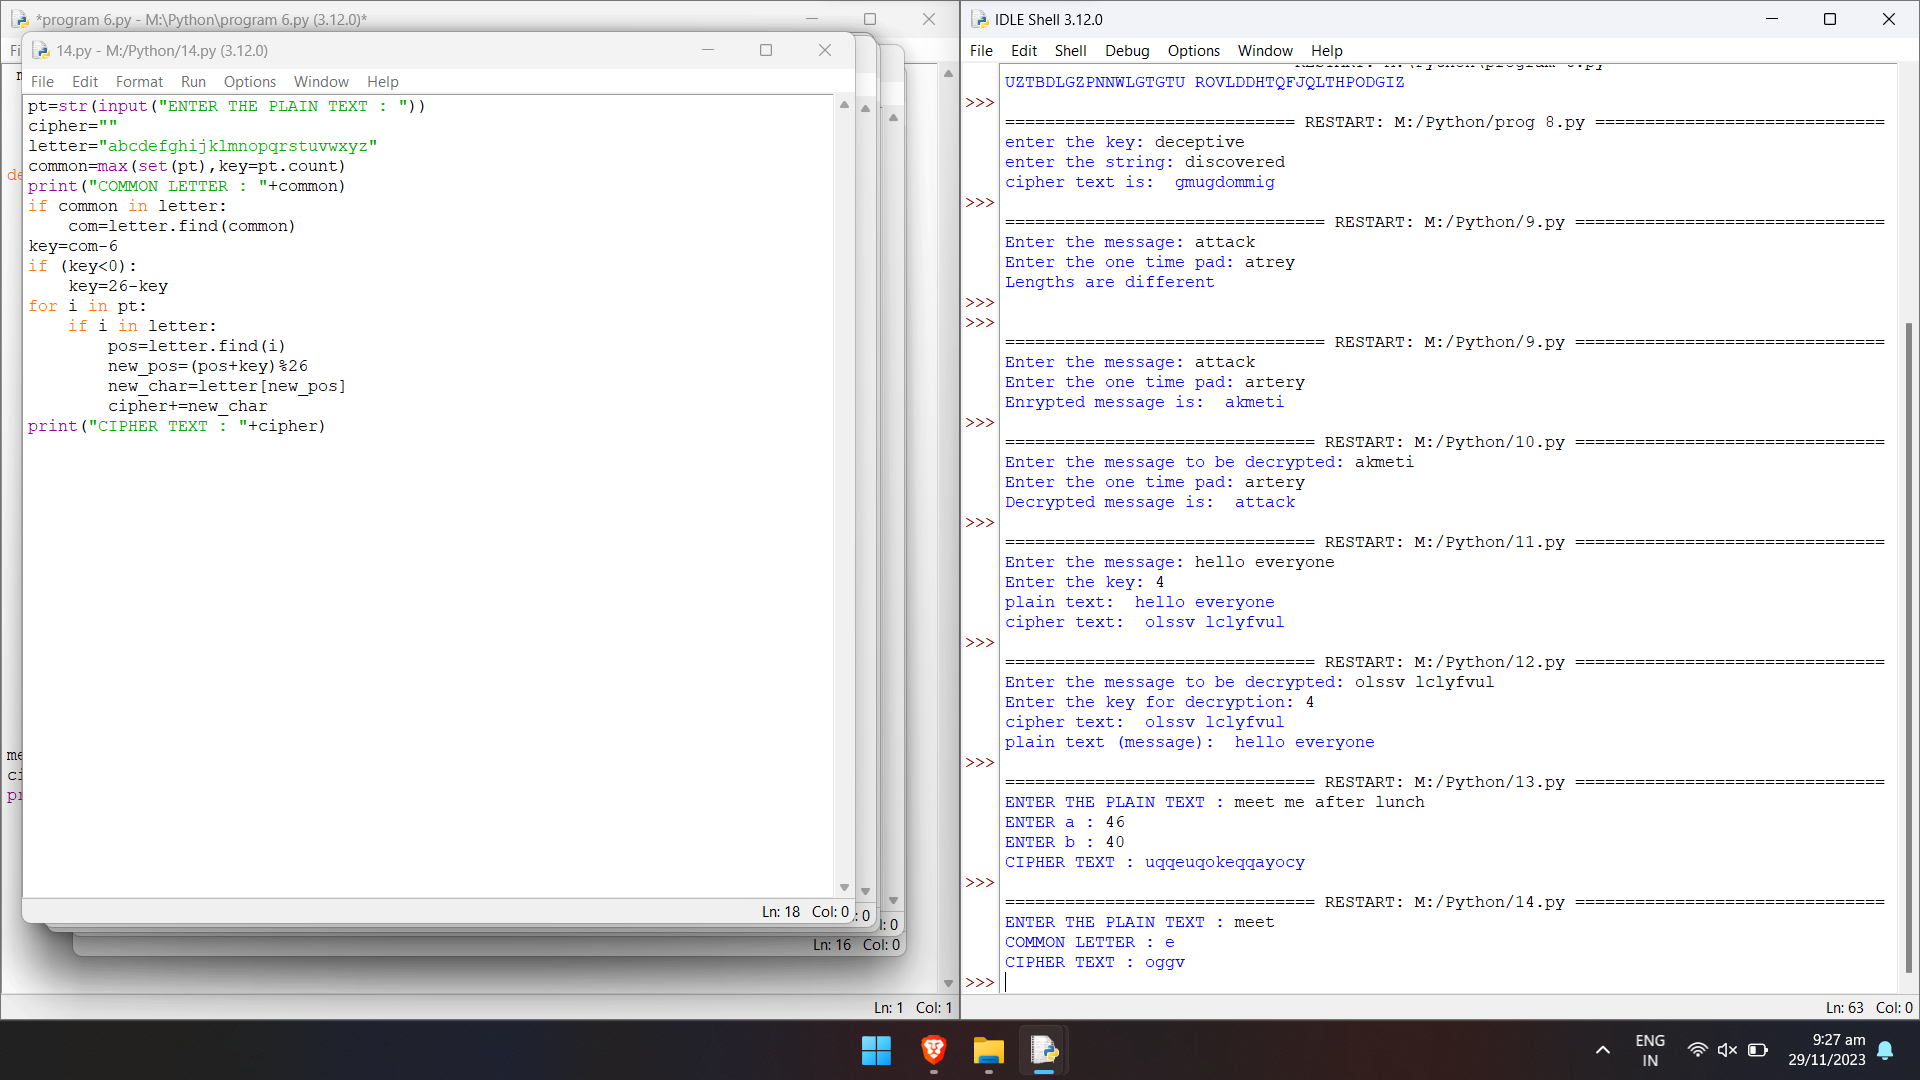 *program 6.py - M:\Python\program 6.py (3.12.0)*
14.py - M:/Python/14.py (3.12.0)
File Edit Format Run Options Window Help
pt=str(input("ENTER THE PLAIN TEXT : "))
cipher=""
letter="abcdefghijklmnopqrstuvwxyz"
common=max(set(pt),key=pt.count)
print("COMMON LETTER : "+common)
if common in letter:
    com=letter.find(common)
key=com-6
if (key<0):
    key=26-key
for i in pt:
    if i in letter:
        pos=letter.find(i)
        new_pos=(pos+key)%26
        new_char=letter[new_pos]
        cipher+=new_char
print("CIPHER TEXT : "+cipher)
Ln: 18 Col: 0
Ln: 16 Col: 0
Ln: 1 Col: 1
IDLE Shell 3.12.0
File Edit Shell Debug Options Window Help
UZTBDLGZPNNWLGTGTU ROVLDDHTQFJQLTHPODGIZ
>>>
============================= RESTART: M:/Python/prog 8.py =============================
enter the key: deceptive
enter the string: discovered
cipher text is:  gmugdommig
>>>
================================ RESTART: M:/Python/9.py ===============================
Enter the message: attack
Enter the one time pad: atrey
Lengths are different
>>>
>>>
================================ RESTART: M:/Python/9.py ===============================
Enter the message: attack
Enter the one time pad: artery
Enrypted message is:  akmeti
>>>
=============================== RESTART: M:/Python/10.py ===============================
Enter the message to be decrypted: akmeti
Enter the one time pad: artery
Decrypted message is:  attack
>>>
=============================== RESTART: M:/Python/11.py ===============================
Enter the message: hello everyone
Enter the key: 4
plain text:  hello everyone
cipher text:  olssv lclyfvul
>>>
=============================== RESTART: M:/Python/12.py ===============================
Enter the message to be decrypted: olssv lclyfvul
Enter the key for decryption: 4
cipher text:  olssv lclyfvul
plain text (message):  hello everyone
>>>
=============================== RESTART: M:/Python/13.py ===============================
ENTER THE PLAIN TEXT : meet me after lunch
ENTER a : 46
ENTER b : 40
CIPHER TEXT : uqqeuqokeqqayocy
>>>
=============================== RESTART: M:/Python/14.py ===============================
ENTER THE PLAIN TEXT : meet
COMMON LETTER : e
CIPHER TEXT : oggv
>>>
Ln: 63 Col: 0
ENG
IN
9:27 am
29/11/2023